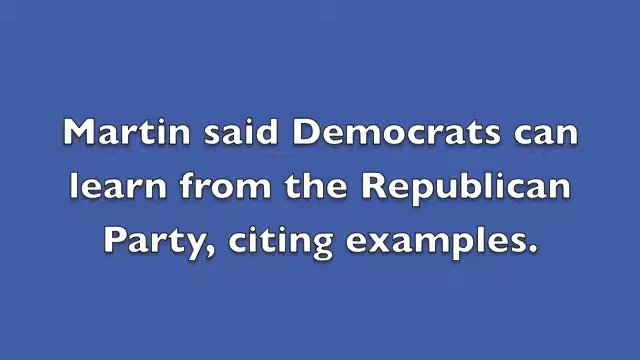 Martin said Democrats can
learn from the Republican
Party, citing examples.